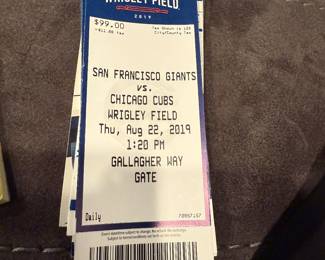 WRIGLEY FIELD
2019
$99.00
SAN FRANCISCO GIANTS
vs.
CHICAGO CUBS
WRIGLEY FIELD
Thu, Aug 22, 2019
1:20 PM
GALLAGHER WAY
GATE
Daily